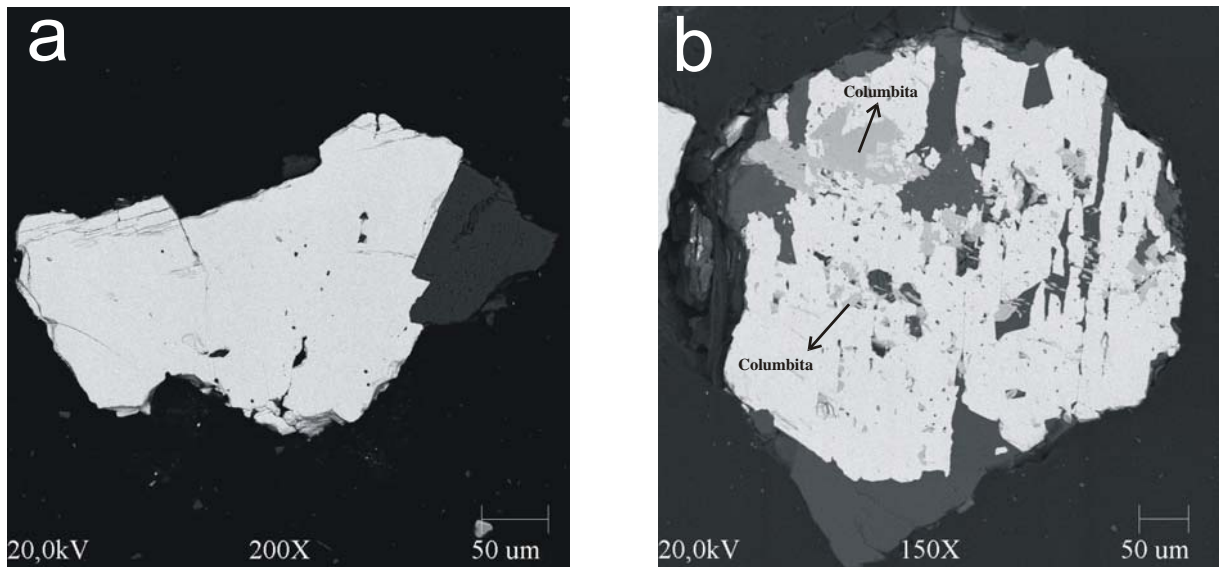 a
20,0kV 200X 50 um
b
Columbita
Columbita
20,0kV 150X 50 um